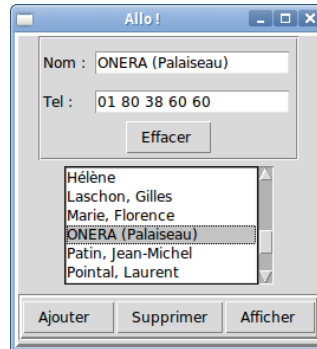 Allo !
Nom : ONERA (Palaiseau)
Tel : 01 80 38 60 60
Effacer
Hélène
Laschon, Gilles
Marie, Florence
ONERA (Palaiseau)
Patin, Jean-Michel
Pointal, Laurent
Ajouter Supprimer Afficher